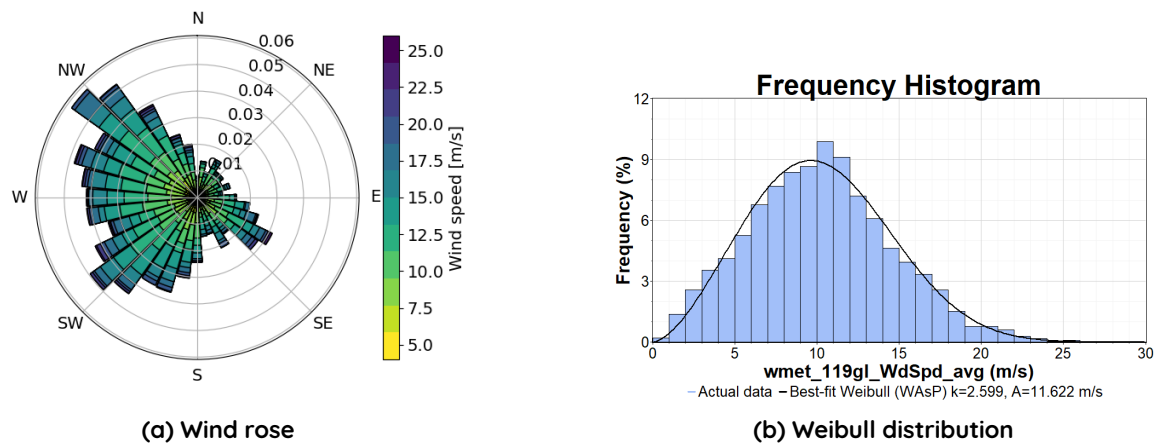 N
NE
E
SE
S
SW
W
NW
0.06
0.05
0.04
0.03
0.02
0.01
25.0
22.5
20.0
17.5
15.0
12.5
10.0
7.5
5.0
Wind speed [m/s]
(a) Wind rose
Frequency Histogram
12
9
6
3
0
Frequency (%)
0 5 10 15 20 25 30
wmet_119gl_WdSpd_avg (m/s)
Actual data Best-fit Weibull (WAsP) k=2.599, A=11.622 m/s
(b) Weibull distribution